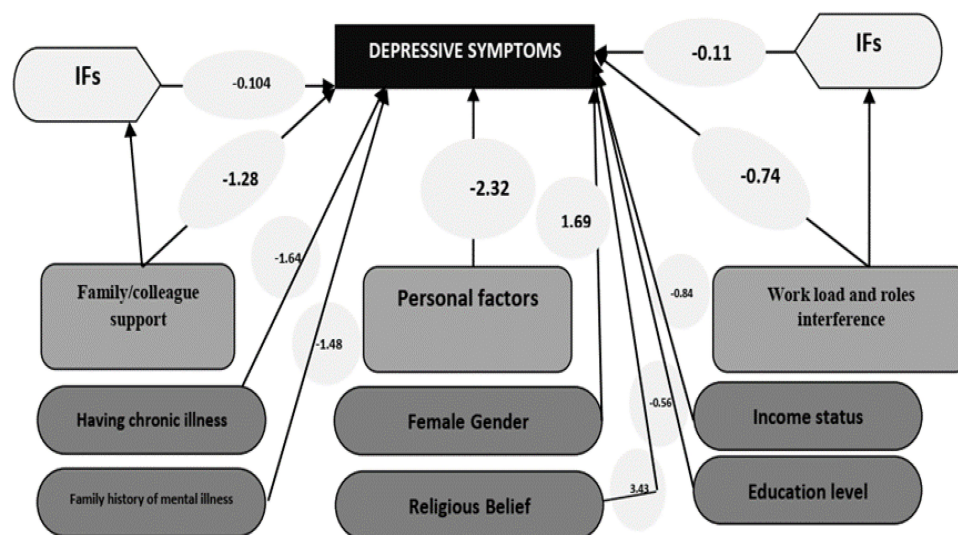 IFs
DEPRESSIVE SYMPTOMS
IFs
-0.104
-0.11
-1.28
-2.32
-0.74
1.69
-1.64
-0.84
-1.48
Family/colleague
support
Personal factors
Work load and roles
interference
Having chronic illness
Female Gender
-0.56
Income status
Family history of mental illness
Religious Belief
3.43
Education level